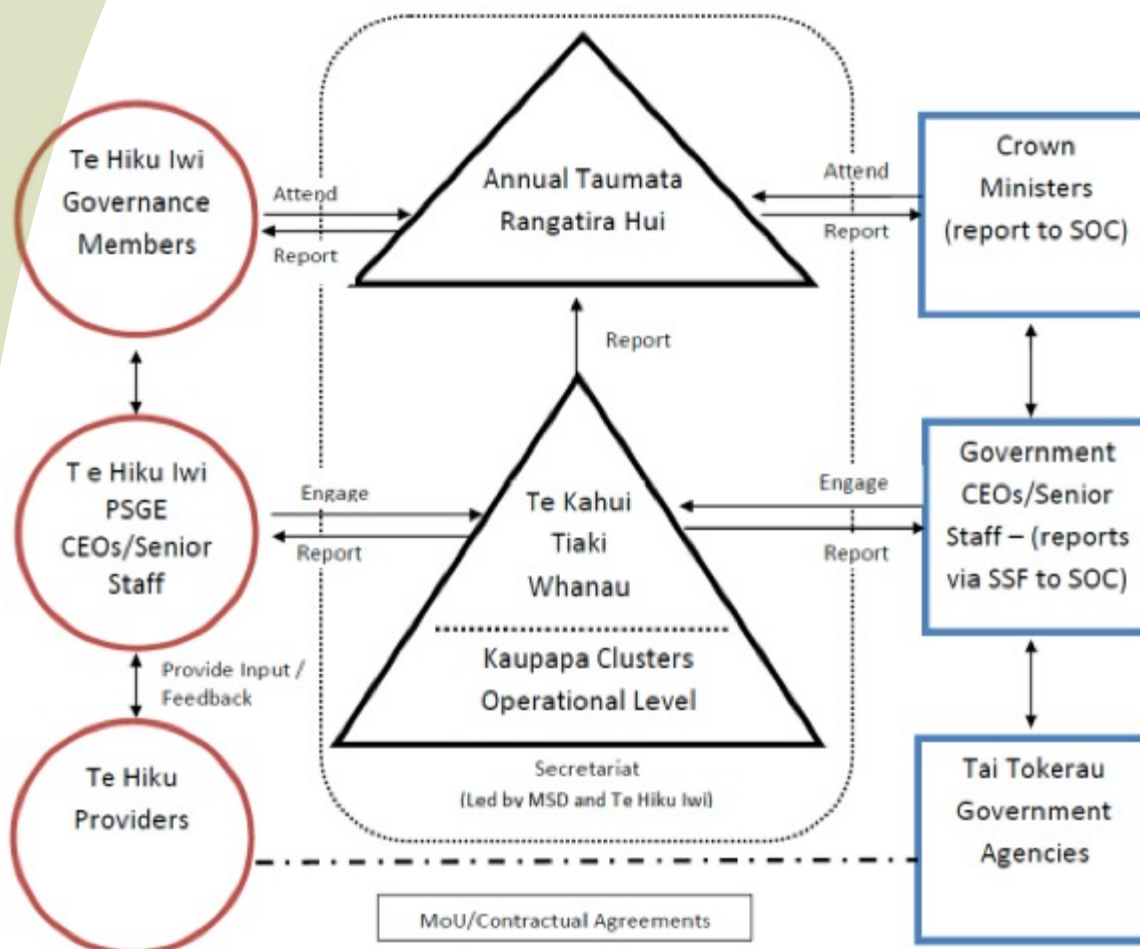 Te Hiku Iwi
Governance
Members
Attend
Report
Annual Taumata
Rangatira Hui
Attend
Report
Crown
Ministers
(report to SOC)
Report
T e Hiku Iwi
PSGE
CEOs/Senior
Staff
Engage
Report
Te Kahui
Tiaki
Whanau
Kaupapa Clusters
Operational Level
Engage
Report
Government
CEOs/Senior
Staff – (reports
via SSF to SOC)
Provide Input /
Feedback
Te Hiku
Providers
Secretariat
(Led by MSD and Te Hiku Iwi)
Tai Tokerau
Government
Agencies
MoU/Contractual Agreements